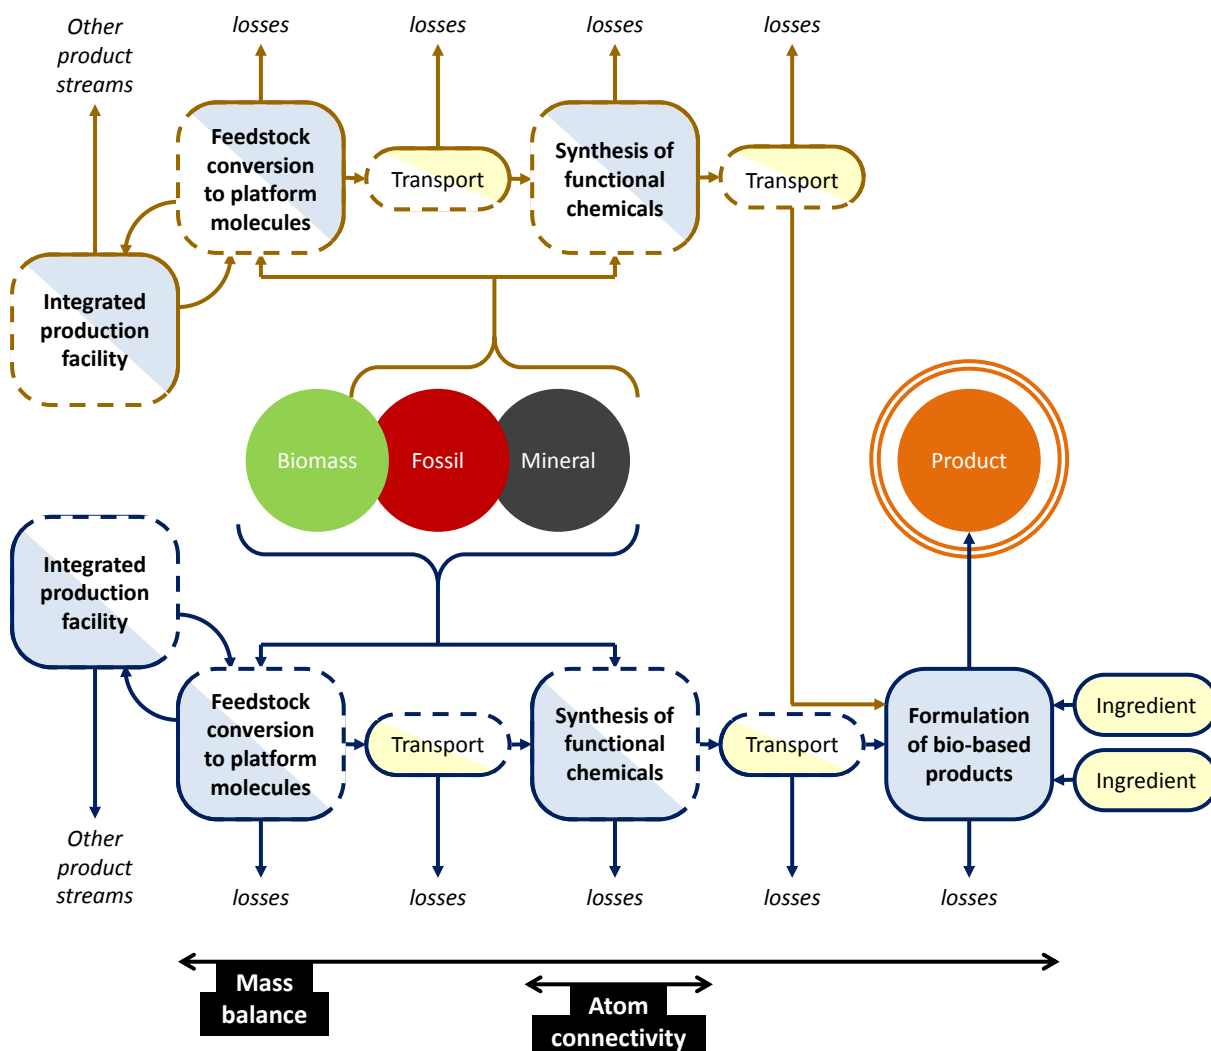 Other
product
streams
losses
losses
losses
losses
Feedstock
conversion
to platform
molecules
Transport
Synthesis of
functional
chemicals
Transport
Integrated
production
facility
Biomass
Fossil
Mineral
Product
Integrated
production
facility
Feedstock
conversion
to platform
molecules
Transport
Synthesis of
functional
chemicals
Transport
Formulation
of bio-based
products
Ingredient
Ingredient
Other
product
streams
losses
losses
losses
losses
losses
Mass
balance
Atom
connectivity